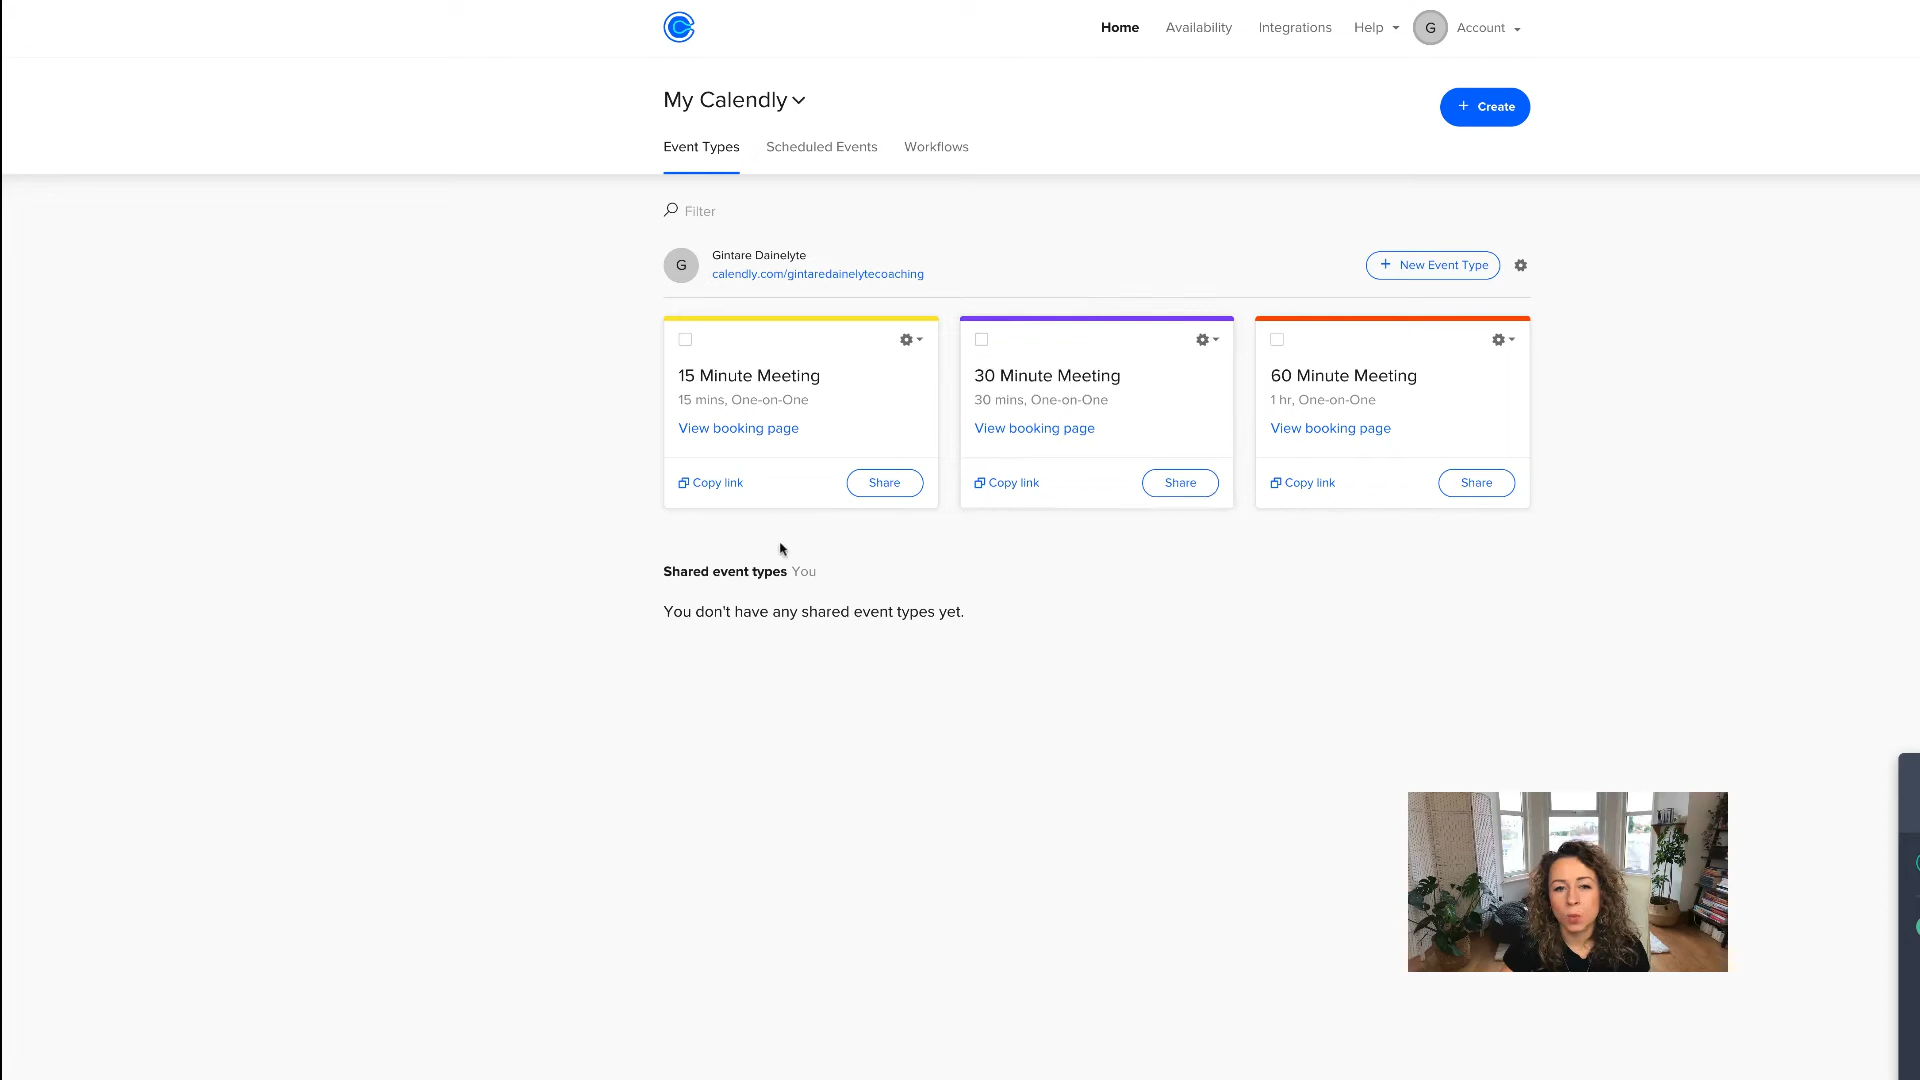 Home Availability Integrations Help G Account
My Calendly
+ Create
Event Types Scheduled Events Workflows
Filter
G
Gintare Dainelyte
calendly.com/gintaredainelytecoaching
+ New Event Type
15 Minute Meeting
15 mins, One-on-One
View booking page
Copy link Share
30 Minute Meeting
30 mins, One-on-One
View booking page
Copy link Share
60 Minute Meeting
1 hr, One-on-One
View booking page
Copy link Share
Shared event types You
You don't have any shared event types yet.